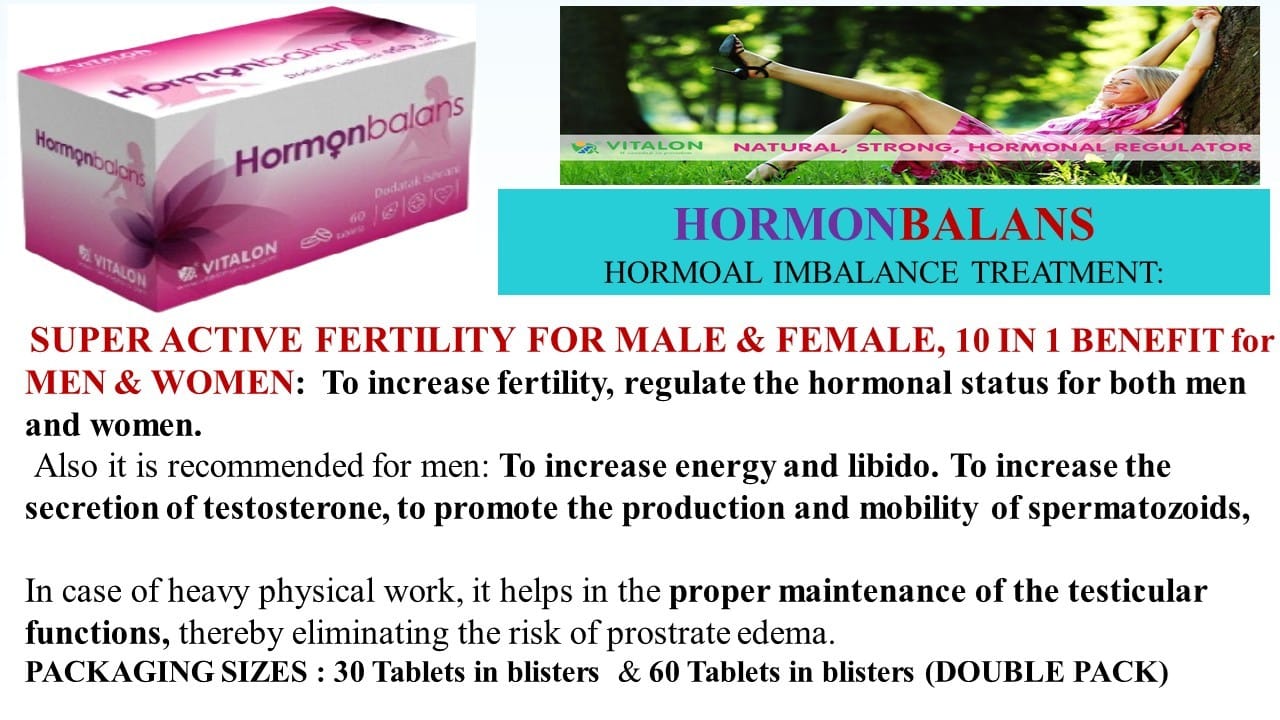 VITALON
Hormonbalans
Hormonbalans
Hormonbalans
Dodatak ishrani
60
VITALON
VITALON
VITALON
NATURAL, STRONG, HORMONAL REGULATOR
HORMONBALANS
HORMOAL IMBALANCE TREATMENT:
SUPER ACTIVE FERTILITY FOR MALE & FEMALE, 10 IN 1 BENEFIT for
MEN & WOMEN: To increase fertility, regulate the hormonal status for both men
and women.
Also it is recommended for men: To increase energy and libido. To increase the
secretion of testosterone, to promote the production and mobility of spermatozoids,
In case of heavy physical work, it helps in the proper maintenance of the testicular
functions, thereby eliminating the risk of prostrate edema.
PACKAGING SIZES : 30 Tablets in blisters & 60 Tablets in blisters (DOUBLE PACK)